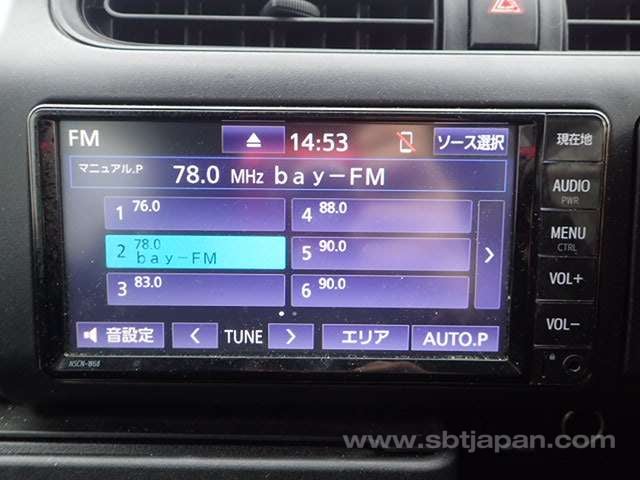 FM
14:53
ソース選択
マニュアル.P 78.0 MHz bay-FM
1 76.0
4 88.0
2 78.0
bay-FM
5 90.0
3 83.0
6 90.0
音設定
TUNE
エリア
AUTO.P
NSCN-W68
現在地
AUDIO
PWR
MENU
CTRL
VOL+
VOL-
www.sbtjapan.com